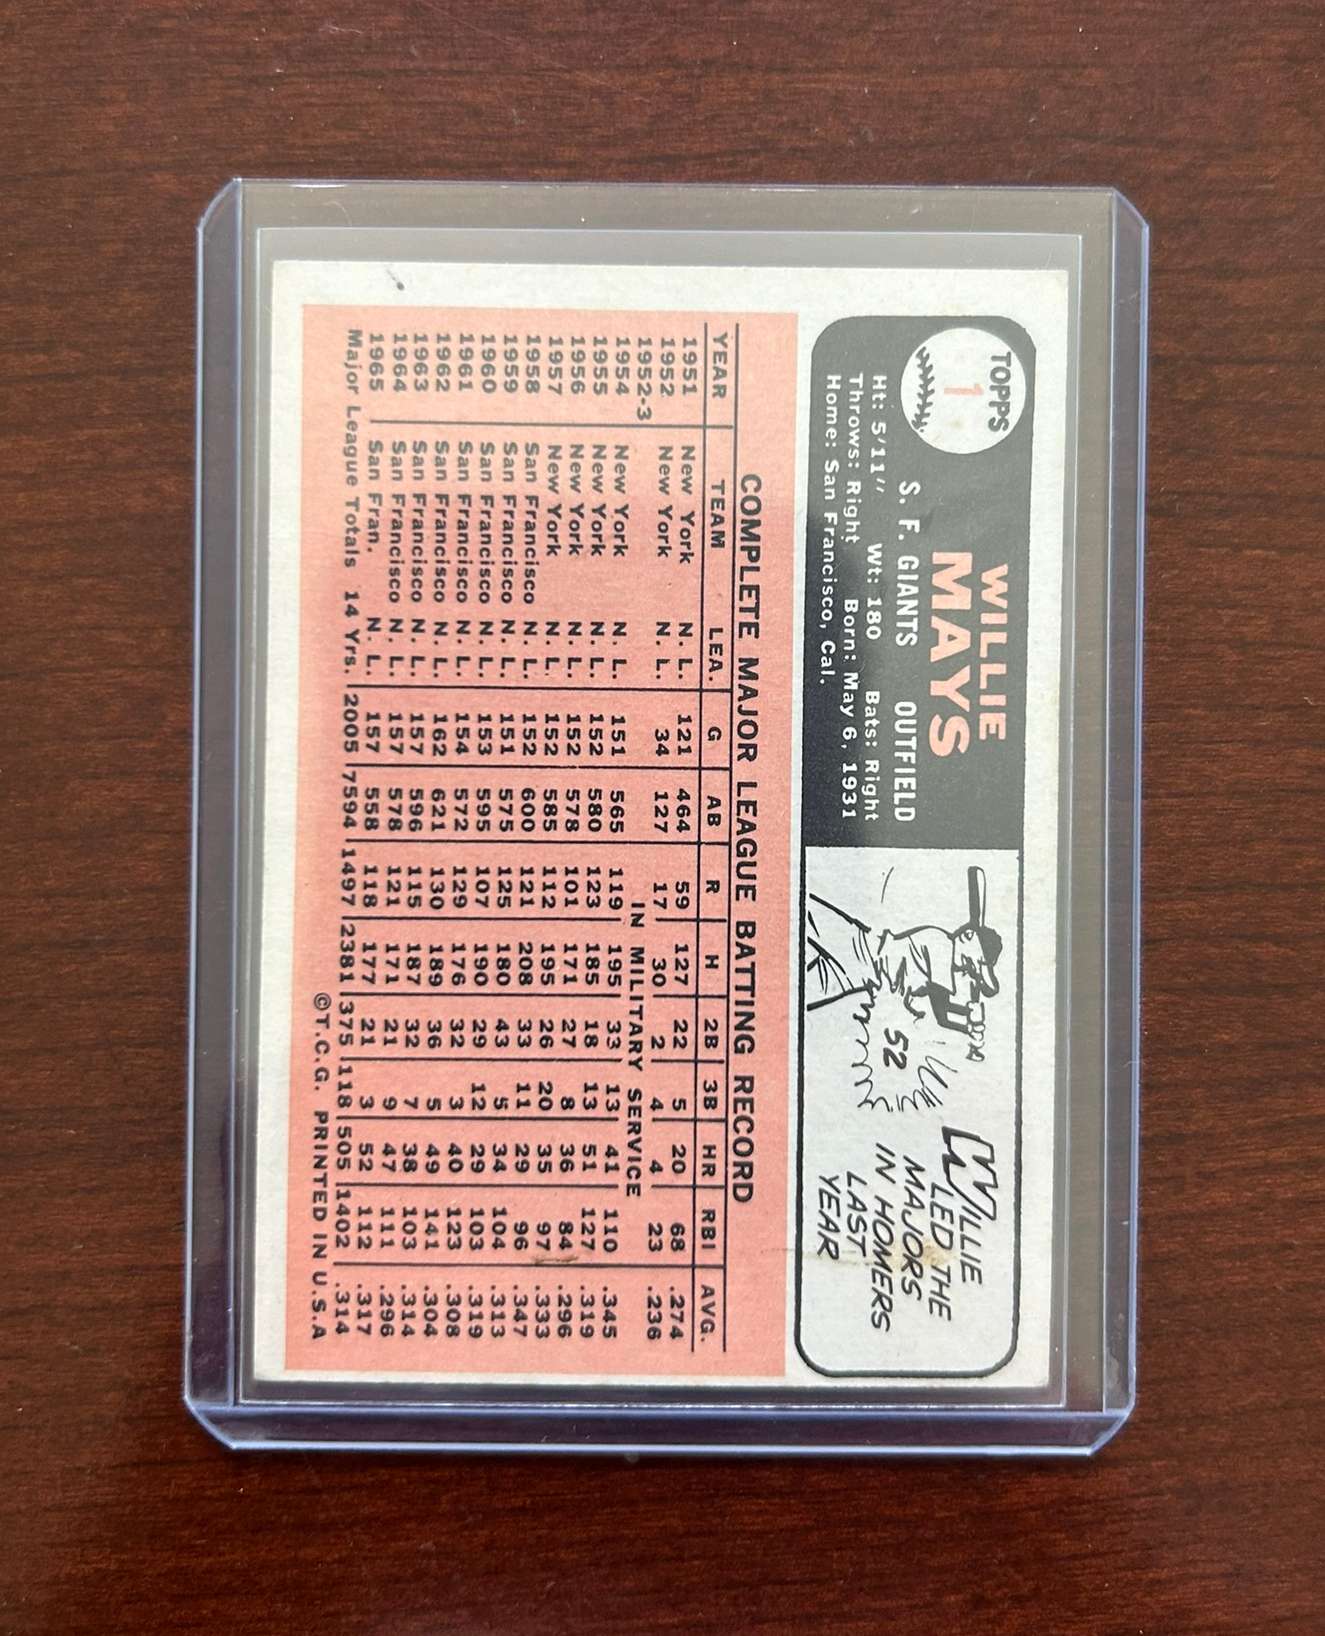 TOPPS
1
WILLIE
MAYS
S. F. GIANTS OUTFIELD
Ht: 5'11" Wt: 180 Bats: Right
Throws: Right Born: May 6, 1931
Home: San Francisco, Cal.
52
WILLIE
LED THE
MAJORS
IN HOMERS
LAST
YEAR
COMPLETE MAJOR LEAGUE BATTING RECORD
YEAR TEAM LEA. G AB R H 2B 3B HR RBI AVG.
1951 New York N. L. 121 464 59 127 22 5 20 68 .274
1952 New York N. L. 34 127 17 30 2 4 4 23 .236
1952-3 IN MILITARY SERVICE
1954 New York N. L. 151 565 119 195 33 13 41 110 .345
1955 New York N. L. 152 580 123 185 18 13 51 127 .319
1956 New York N. L. 152 578 101 171 27 8 36 84 .296
1957 New York N. L. 152 585 112 195 26 20 35 97 .333
1958 San Francisco N. L. 152 600 121 208 33 11 29 96 .347
1959 San Francisco N. L. 151 575 125 180 43 5 34 104 .313
1960 San Francisco N. L. 153 595 107 190 29 12 29 103 .319
1961 San Francisco N. L. 154 572 129 176 32 3 40 123 .308
1962 San Francisco N. L. 162 621 130 189 36 5 49 141 .304
1963 San Francisco N. L. 157 596 115 187 32 7 38 103 .314
1964 San Francisco N. L. 157 578 121 171 21 9 47 111 .296
1965 San Fran. N. L. 157 558 118 177 21 3 52 112 .317
Major League Totals 14 Yrs. 2005 7594 1497 2381 375 118 505 1402 .314
©T.C.G. PRINTED IN U.S.A